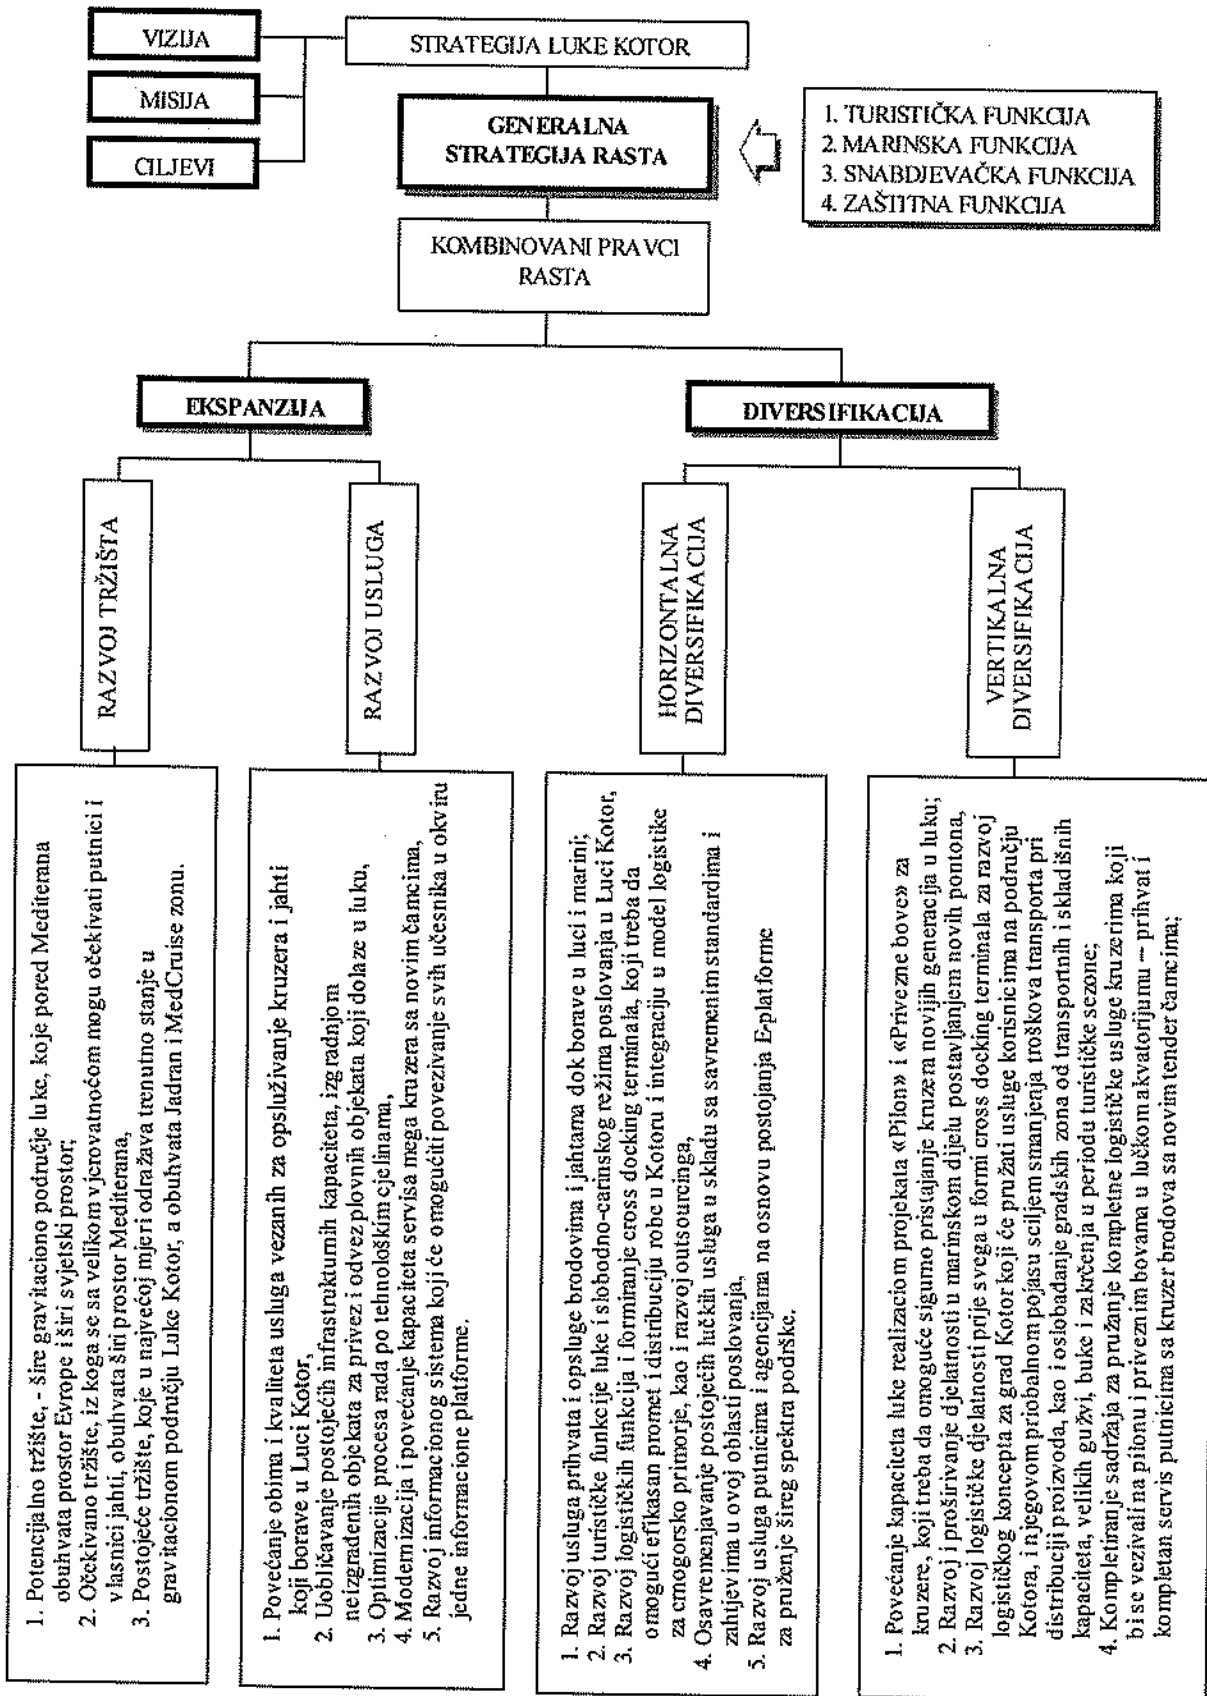 VIZIJA
MISIJA
CILJEVI
STRATEGIJA LUKE KOTOR
GENERALNA
STRATEGIJA RASTA
1. TURISTIČKA FUNKCIJA
2. MARINSKA FUNKCIJA
3. SNABDJEVAČKA FUNKCIJA
4. ZAŠTITNA FUNKCIJA
KOMBINOVANI PRAVCI
RASTA
EKSPANZIJA
DIVERSIFIKACIJA
RAZVOJ TRŽIŠTA
RAZVOJ USLUGA
HORIZONTALNA
DIVERSIFIKACIJA
VERTIKALNA
DIVERSIFIKACIJA
1. Potencijalno tržište, - šire gravitaciono područje luke, koje pored Mediterana
obuhvata prostor Evrope i širi svjetski prostor;
2. Očekivano tržište, iz koga se sa velikom vjerovatnoćom mogu očekivati putnici i
vlasnici jahti, obuhvata širi prostor Mediterana,
3. Postojeće tržište, koje u najvećoj mjeri odražava trenutno stanje u
gravitacionom području Luke Kotor, a obuhvata Jadran i MedCruise zonu.
1. Povećanje obima i kvaliteta usluga vezanih za opsluživanje kruzera i jahti
koji borave u Luci Kotor,
2. Uobličavanje postojećih infrastrukturnih kapaciteta, izgradnjom
neizgrađenih objekata za privez i odvez plovnih objekata koji dolaze u luku,
3. Optimizacije procesa rada po tehnološkim cjelinama,
4. Modernizacija i povećanje kapaciteta servisa mega kruzera sa novim čamcima,
5. Razvoj informacionog sistema koji će omogućiti povezivanje svih učesnika u okviru
jedne informacione platforme.
1. Razvoj usluga prihvata i opsluge brodovima i jahtama dok borave u luci i marini;
2. Razvoj turističke funkcije luke i slobodno-carinskog režima poslovanja u Luci Kotor,
3. Razvoj logističkih funkcija i formiranje cross docking terminala, koji treba da
omogući efikasan promet i distribuciju robe u Kotoru i integraciju u model logistike
za crnogorsko primorje, kao i razvoj outsourcinga,
4. Osavremenjavanje postojećih lučkih usluga u skladu sa savremenim standardima i
zahtjevima u ovoj oblasti poslovanja,
5. Razvoj usluga putnicima i agencijama na osnovu postojanja E-platforme
za pruženje šireg spektra podrške.
1. Povećanje kapaciteta luke realizaciom projekata «Pilon» i «Privezne bove» za
kruzere, koji treba da omoguće sigurno pristajanje kruzera novijih generacija u luku;
2. Razvoj i proširivanje djelatnosti u marinskom dijelu postavljanjem novih pontona,
3. Razvoj logističke djelatnosti prije svega u formi cross docking terminala za razvoj
logističkog koncepta za grad Kotor koji će pružati usluge korisnicima na području
Kotora, i njegovom priobalnom pojasu sciljem smanjenja troškova transporta pri
distribuciji proizvoda, kao i oslobađanje gradskih zona od transportnih i skladišnih
kapaciteta, velikih gužvi, buke i zakrčenja u periodu turističke sezone;
4. Kompletiranje sadržaja za pružanje kompletne logističke usluge kruzerima koji
bi se vezivali na pilonu i priveznim bovama u lučkom akvatorijumu – prihvat i
kompletan servis putnicima sa kruzer brodova sa novim tender čamcima;